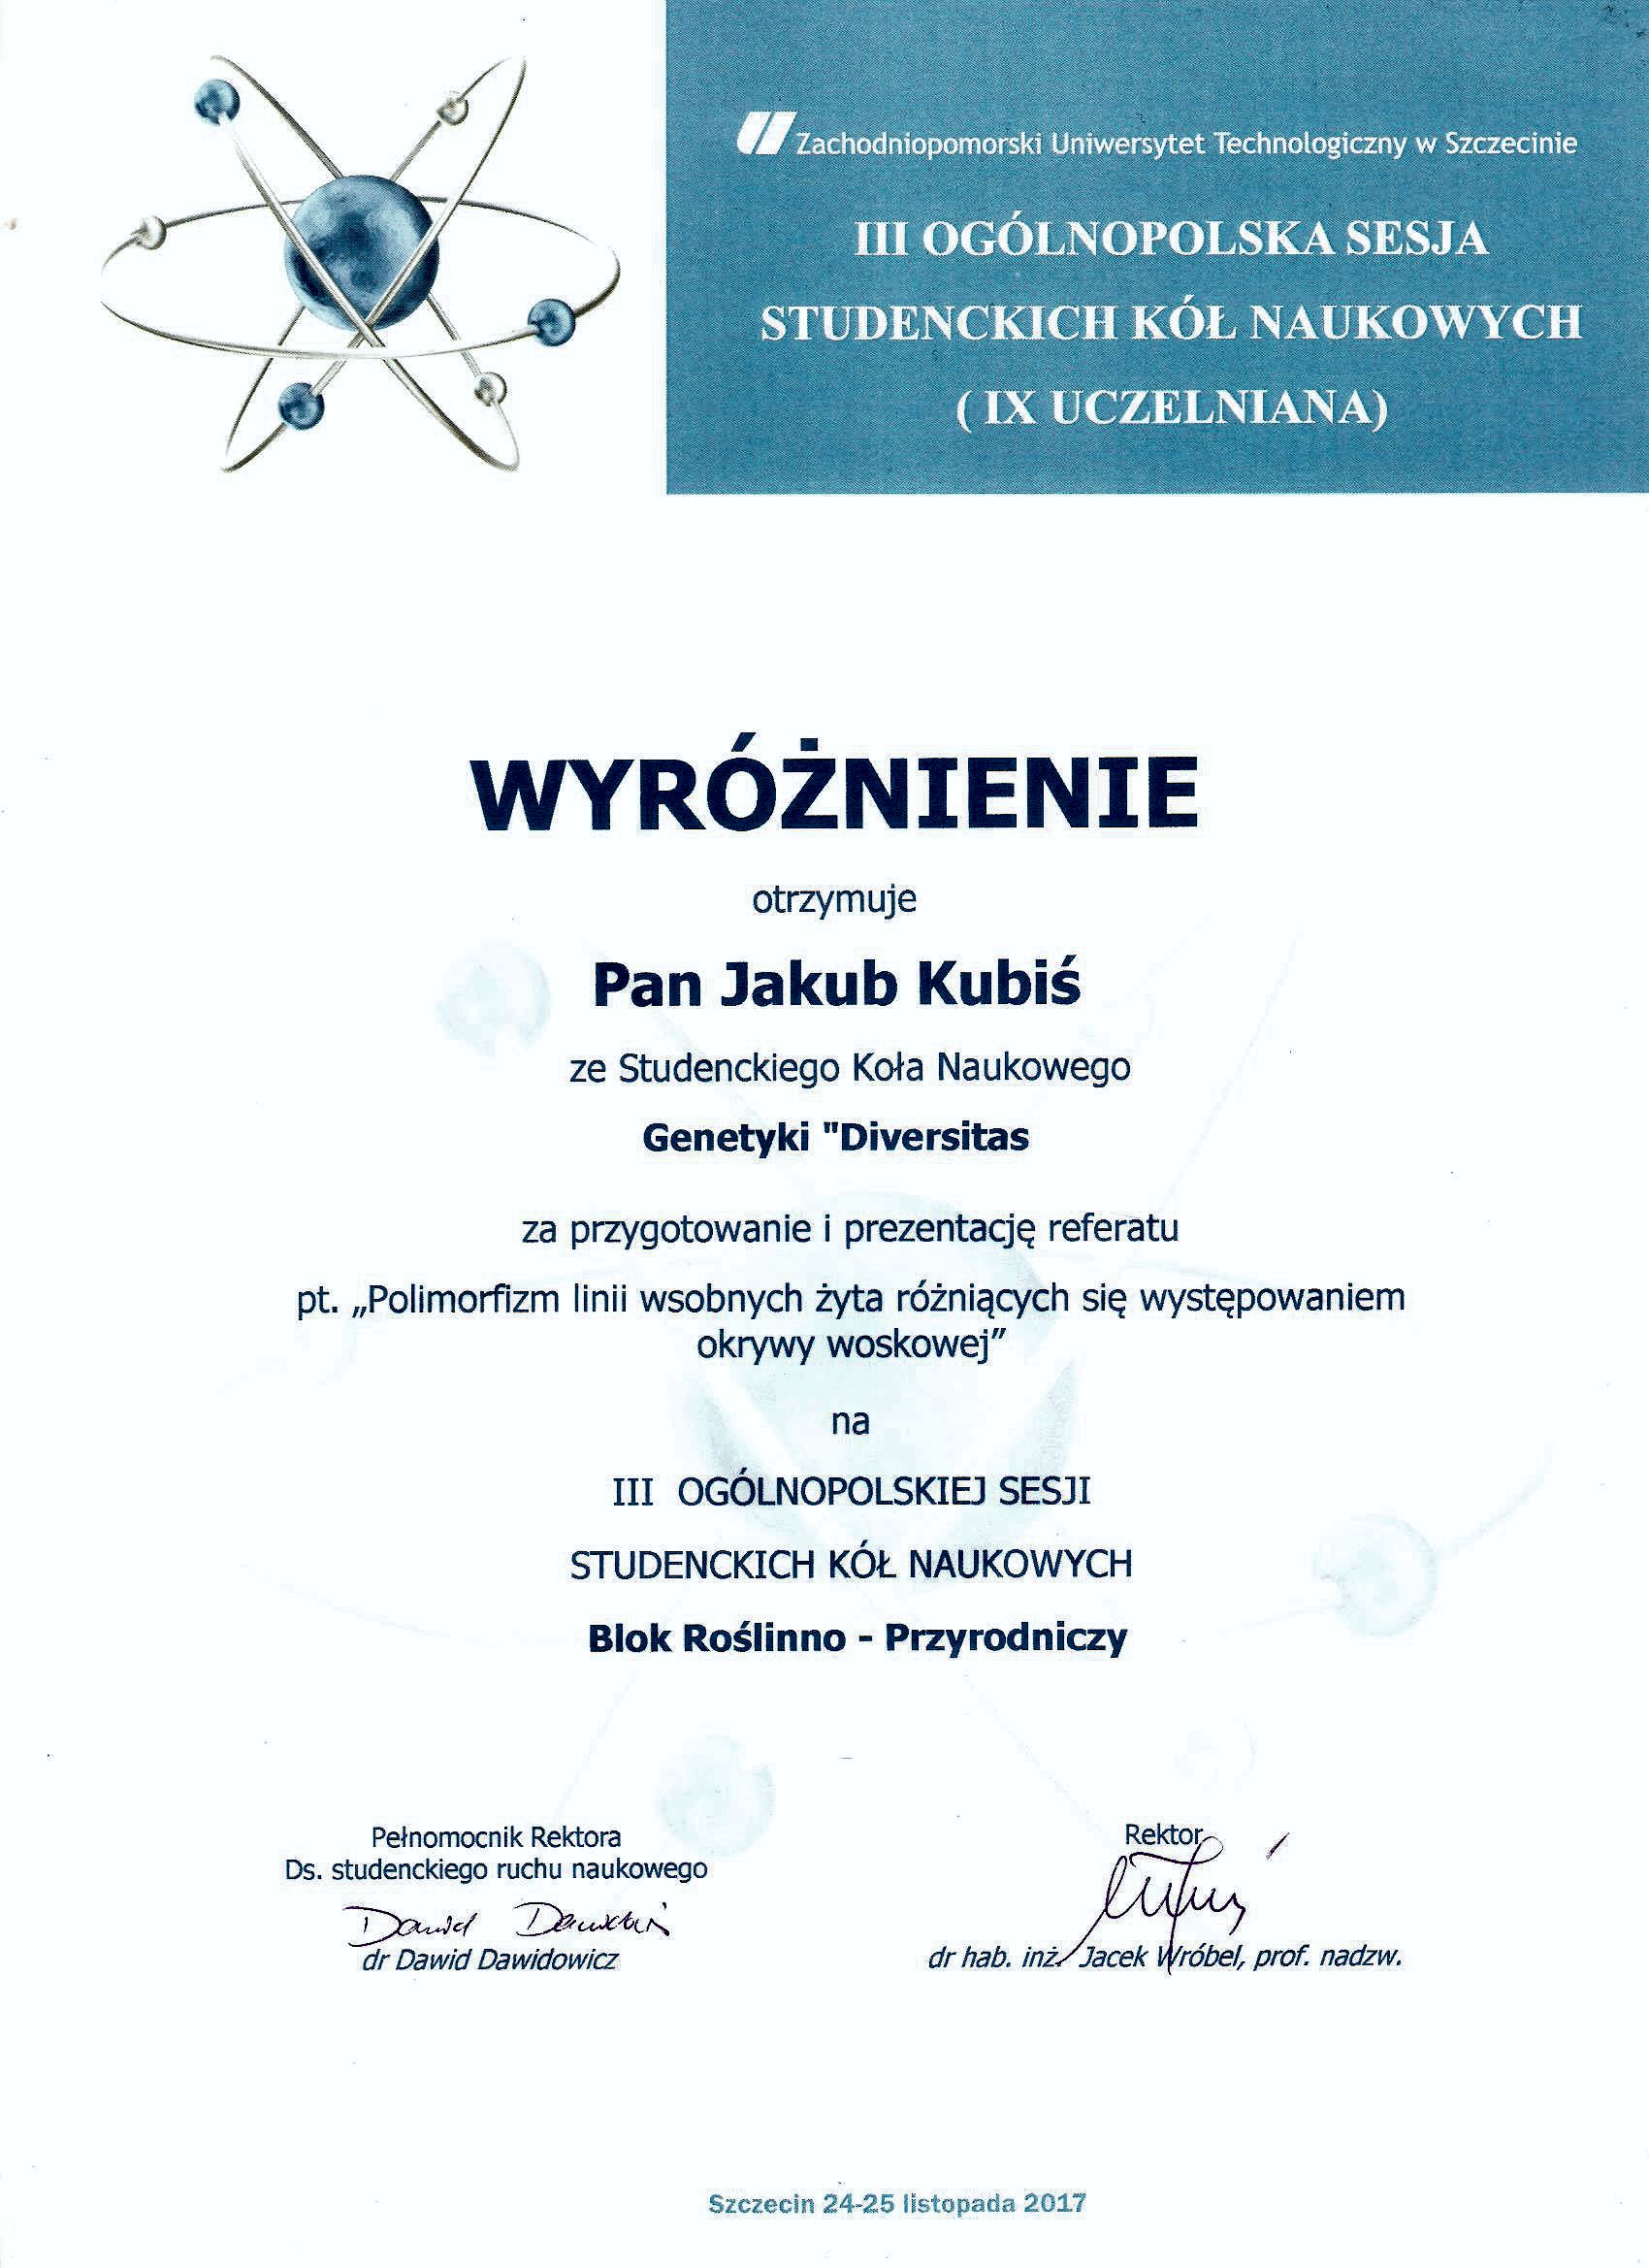 Zachodniopomorski Uniwersytet Technologiczny w Szczecinie
III OGÓLNOPOLSKA SESJA
STUDENCKICH KÓŁ NAUKOWYCH
( IX UCZELNIANA)
WYRÓŻNIENIE
otrzymuje
Pan Jakub Kubiś
ze Studenckiego Koła Naukowego
Genetyki "Diversitas
za przygotowanie i prezentację referatu
pt. „Polimorfizm linii wsobnych żyta różniących się występowaniem
okrywy woskowej”
na
III OGÓLNOPOLSKIEJ SESJI
STUDENCKICH KÓŁ NAUKOWYCH
Blok Roślinno - Przyrodniczy
Pełnomocnik Rektora
Ds. studenckiego ruchu naukowego
dr Dawid Dawidowicz
Rektor
dr hab. inż. Jacek Wróbel, prof. nadzw.
Szczecin 24-25 listopada 2017